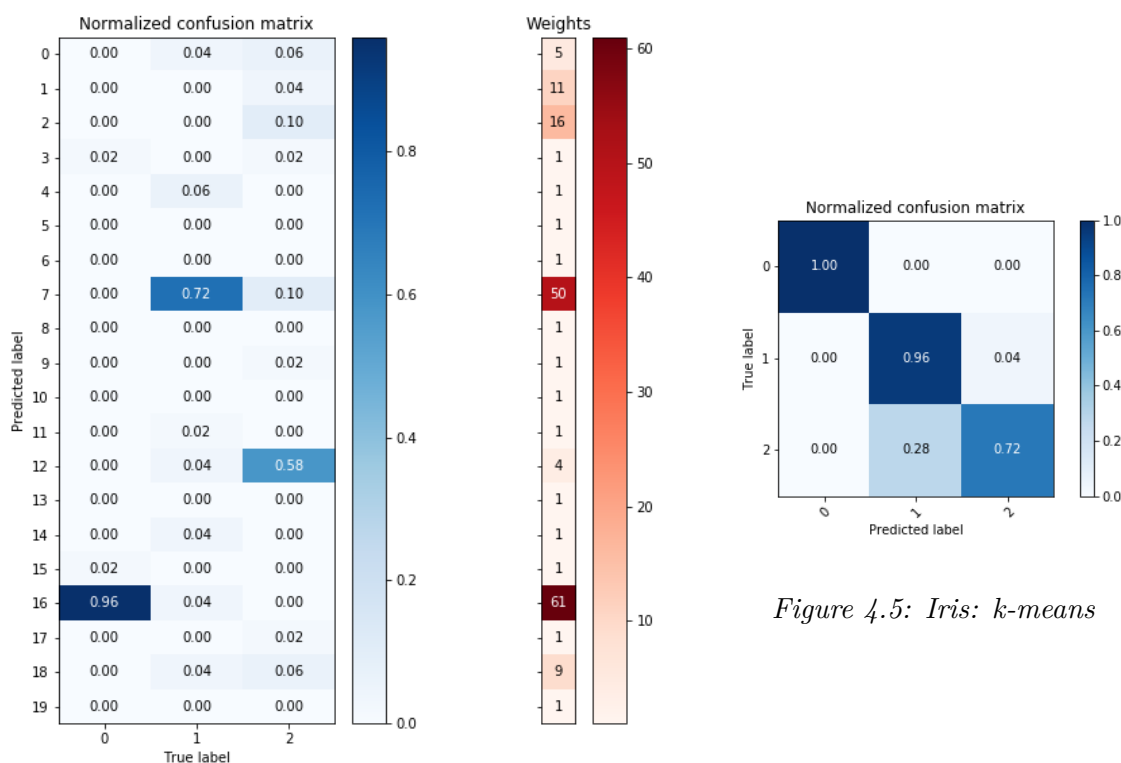 Normalized confusion matrix
0 0.00 0.04 0.06
1 0.00 0.00 0.04
2 0.00 0.00 0.10
3 0.02 0.00 0.02
4 0.00 0.06 0.00
5 0.00 0.00 0.00
6 0.00 0.00 0.00
7 0.00 0.72 0.10
8 0.00 0.00 0.00
9 0.00 0.00 0.02
10 0.00 0.00 0.00
11 0.00 0.02 0.00
12 0.00 0.04 0.58
13 0.00 0.00 0.00
14 0.00 0.04 0.00
15 0.02 0.00 0.00
16 0.96 0.04 0.00
17 0.00 0.00 0.02
18 0.00 0.04 0.06
19 0.00 0.00 0.00
0 1 2
Predicted label
True label
0.8
0.6
0.4
0.2
0.0
Weights
5
11
16
1
1
1
1
50
1
1
1
1
4
1
1
1
61
1
9
1
60
50
40
30
20
10
Normalized confusion matrix
0 1.00 0.00 0.00
1 0.00 0.96 0.04
2 0.00 0.28 0.72
0 1 2
True label
Predicted label
1.0
0.8
0.6
0.4
0.2
0.0
Figure 4.5: Iris: k-means